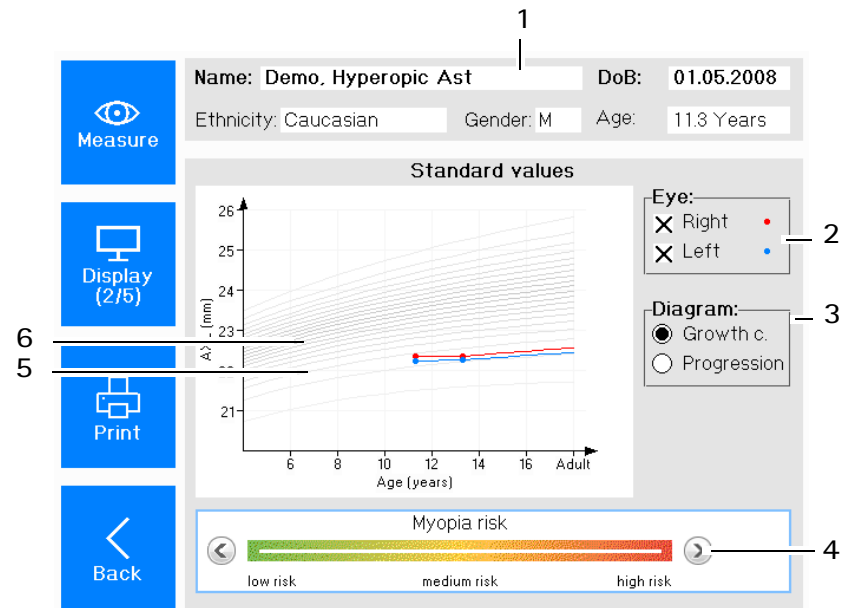 1
Name: Demo, Hyperopic Ast DoB: 01.05.2008
Ethnicity: Caucasian Gender: M Age: 11.3 Years
Measure
Display
(2/5)
Print
Back
Standard values
26
25
24
23
21
(mm)
6 8 10 12 14 16 Adult
Age (years)
Eye:
Right
Left
2
Diagram:
Growth c.
Progression
3
6
5
Myopia risk
low risk medium risk high risk
4